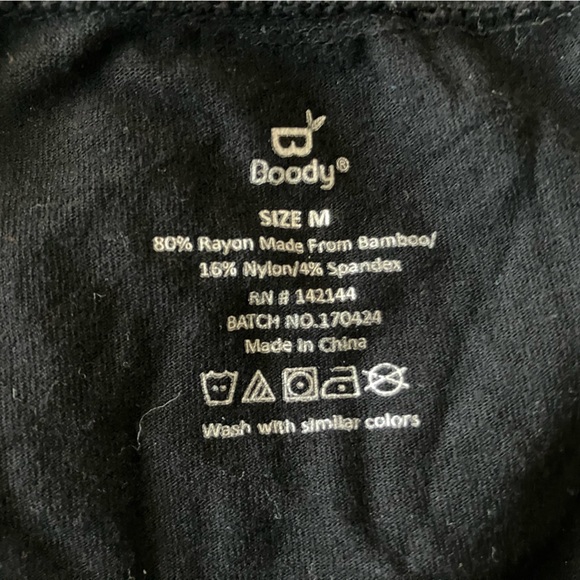 Boody®
SIZE M
80% Rayon Made From Bamboo/
16% Nylon/4% Spandex
RN # 142144
BATCH NO.170424
Made in China
Wash with similar colors